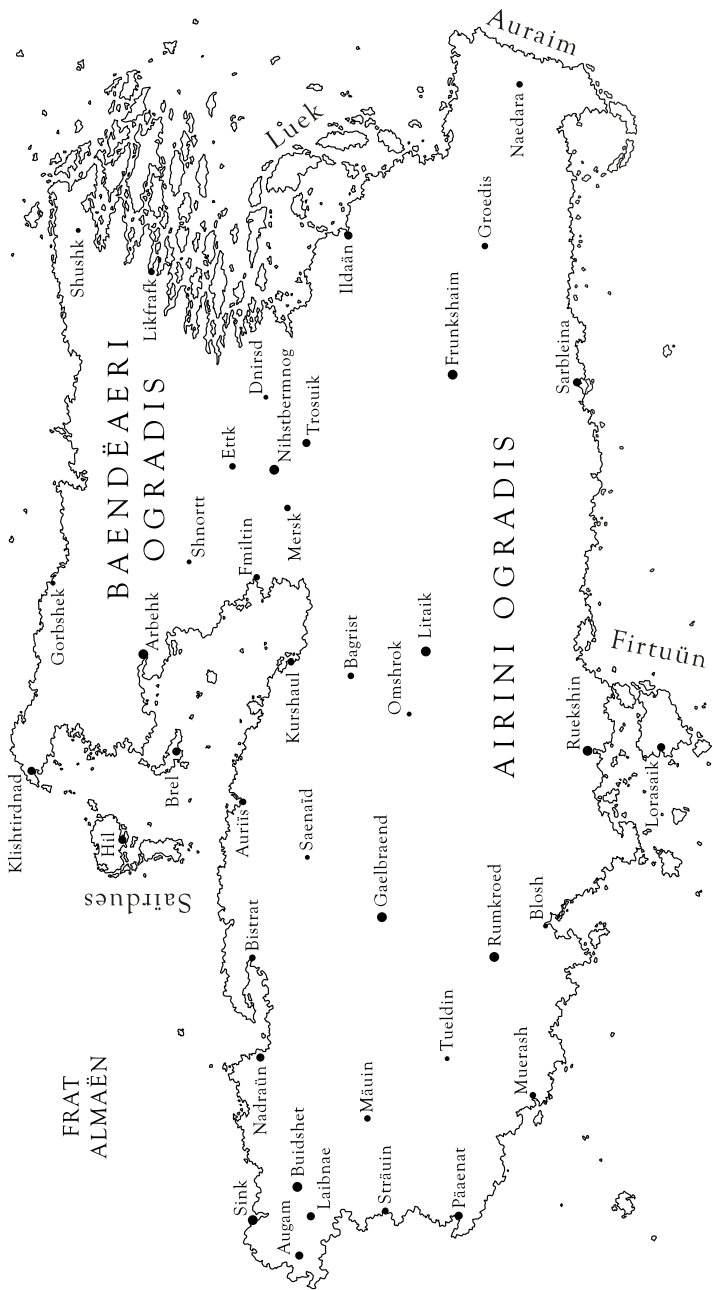 Klishtirdnad
Gorbshek
Shushk
FRAT
ALMAËN
Saïrdues
Hil
BAENDËAERI
OGRADIS
Arbehk
Likfrafk
Brel
Shnortt
Ettk
Sink
Auriïs
Fmiltin
Dnirsd
Nadraün
Bistrat
Nihstbermnog
Augam
Buidshet
Kurshaul
Mersk
Lüek
Laibnae
Saenaïd
Trosuik
Ildaän
Bagrist
Mäuin
Sträuin
Gaelbraend
Omshrok
Litaik
Tueldin
Frunkshaim
Päaenat
Groedis
Rumkroed
AIRINI OGRADIS
Naedara
Auraim
Muerash
Blosh
Ruekshin
Sarbleina
Lorasaik
Firtuün